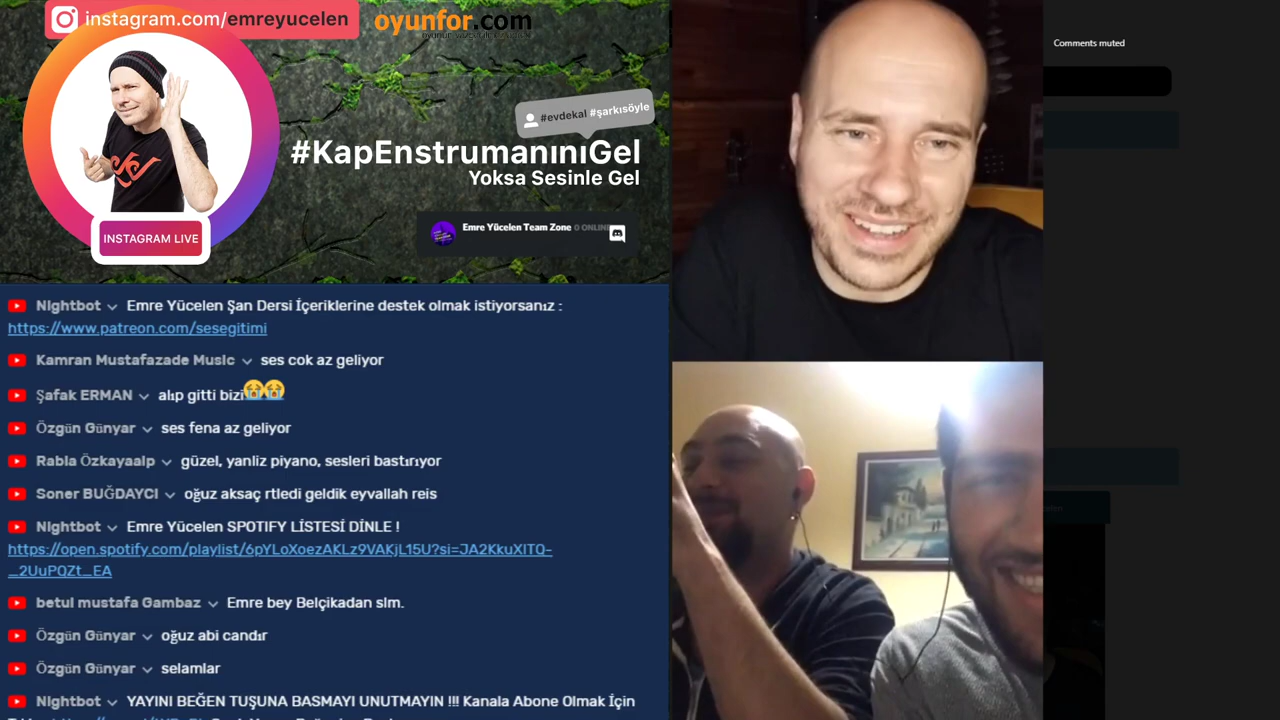 instagram.com/emreyucelen
oyunfor.com
#evdekal #şarkısöyle
#KapEnstrumanınıGel
Yoksa Sesinle Gel
Emre Yücelen Team Zone 0 ONLINE
INSTAGRAM LIVE
Comments muted
Nightbot Emre Yücelen Şan Dersi İçeriklerine destek olmak istiyorsanız :
https://www.patreon.com/sesegitimi
Kamran Mustafazade Music ses cok az geliyor
Şafak ERMAN alıp gitti bizi😭😭
Özgün Günyar ses fena az geliyor
Rabia Özkayaalp güzel, yanliz piyano, sesleri bastırıyor
Soner BUĞDAYCI oğuz aksaç rtledi geldik eyvallah reis
Nightbot Emre Yücelen SPOTIFY LİSTESİ DİNLE !
https://open.spotify.com/playlist/6pYLoXoezAKLz9VAKjL15U?si=JA2KkuXlTQ-
_2UuPQZt_EA
betul mustafa Gambaz Emre bey Belçikadan slm.
Özgün Günyar oğuz abi candır
Özgün Günyar selamlar
Nightbot YAYINI BEĞEN TUŞUNA BASMAYI UNUTMAYIN !!! Kanala Abone Olmak İçin